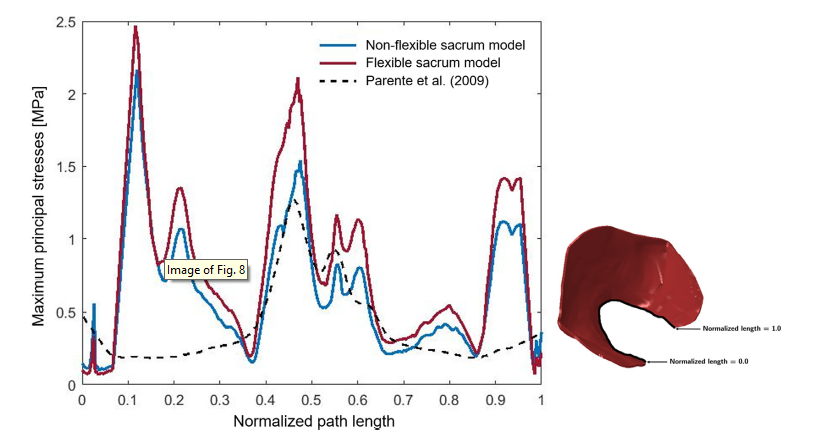 2.5
2
1.5
1
0.5
0
Maximum principal stresses [MPa]
Non-flexible sacrum model
Flexible sacrum model
Parente et al. (2009)
Image of Fig. 8
0 0.1 0.2 0.3 0.4 0.5 0.6 0.7 0.8 0.9 1
Normalized path length
Normalized length = 1.0
Normalized length = 0.0